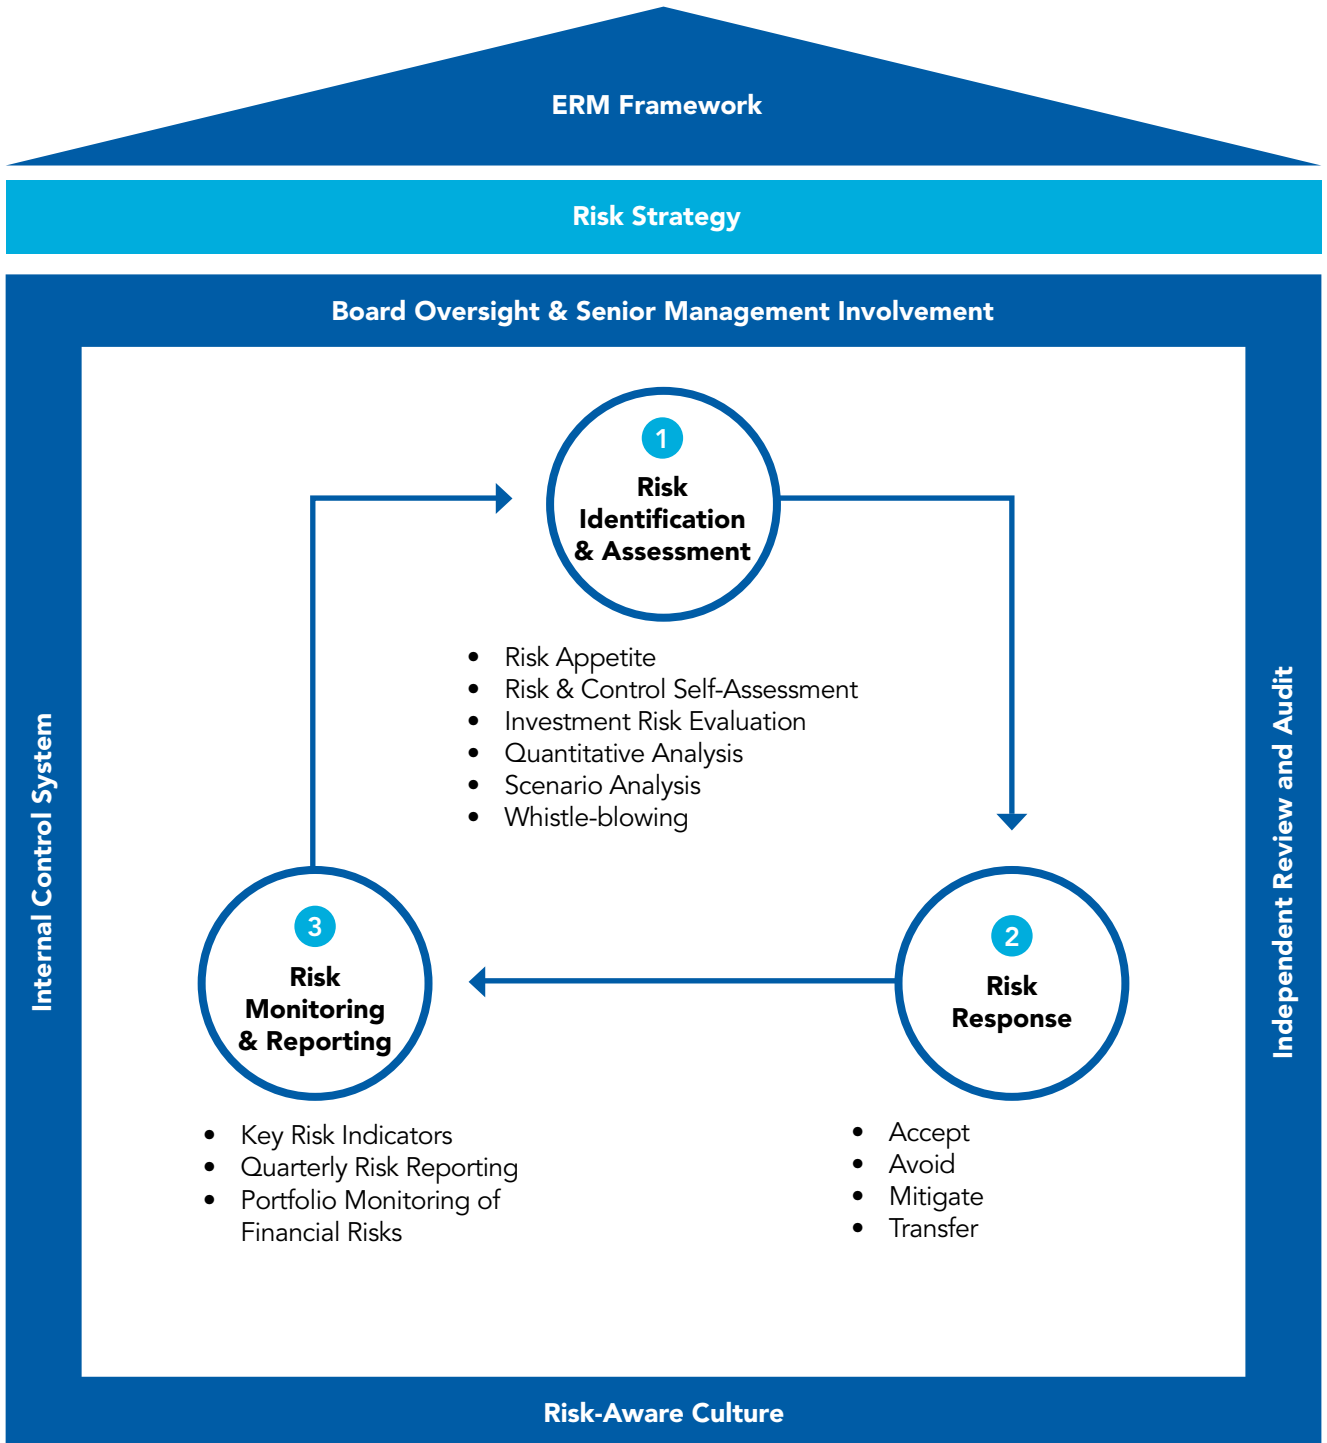 ERM Framework
Risk Strategy
Board Oversight & Senior Management Involvement
Internal Control System
1
Risk
Identification
& Assessment
• Risk Appetite
• Risk & Control Self-Assessment
• Investment Risk Evaluation
• Quantitative Analysis
• Scenario Analysis
• Whistle-blowing
2
Risk
Response
• Accept
• Avoid
• Mitigate
• Transfer
3
Risk
Monitoring
& Reporting
• Key Risk Indicators
• Quarterly Risk Reporting
• Portfolio Monitoring of
Financial Risks
Independent Review and Audit
Risk-Aware Culture